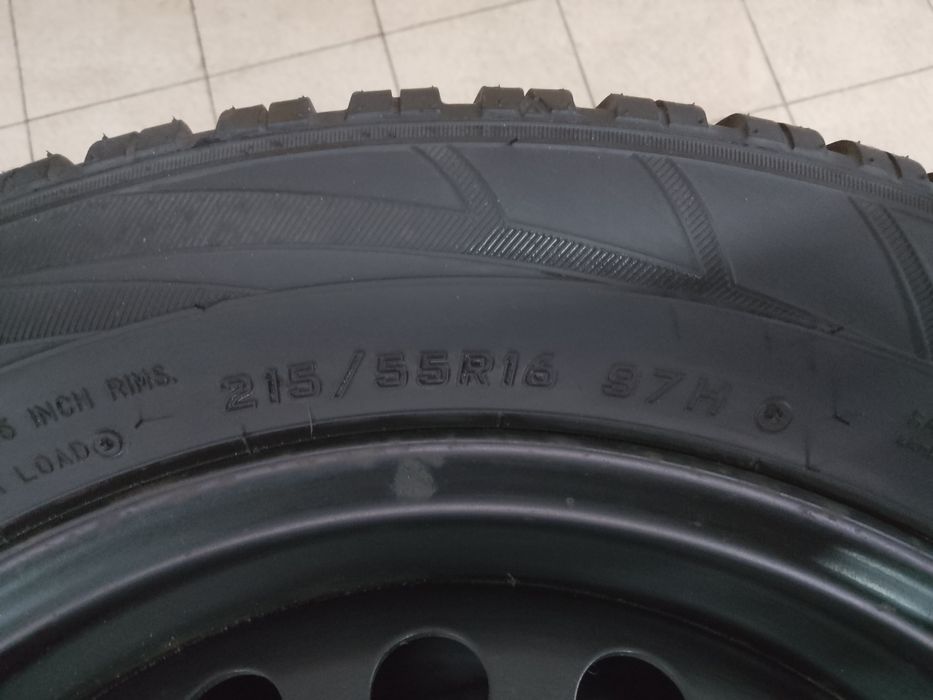 215/55R16 97H
INCH RIMS.
LOAD